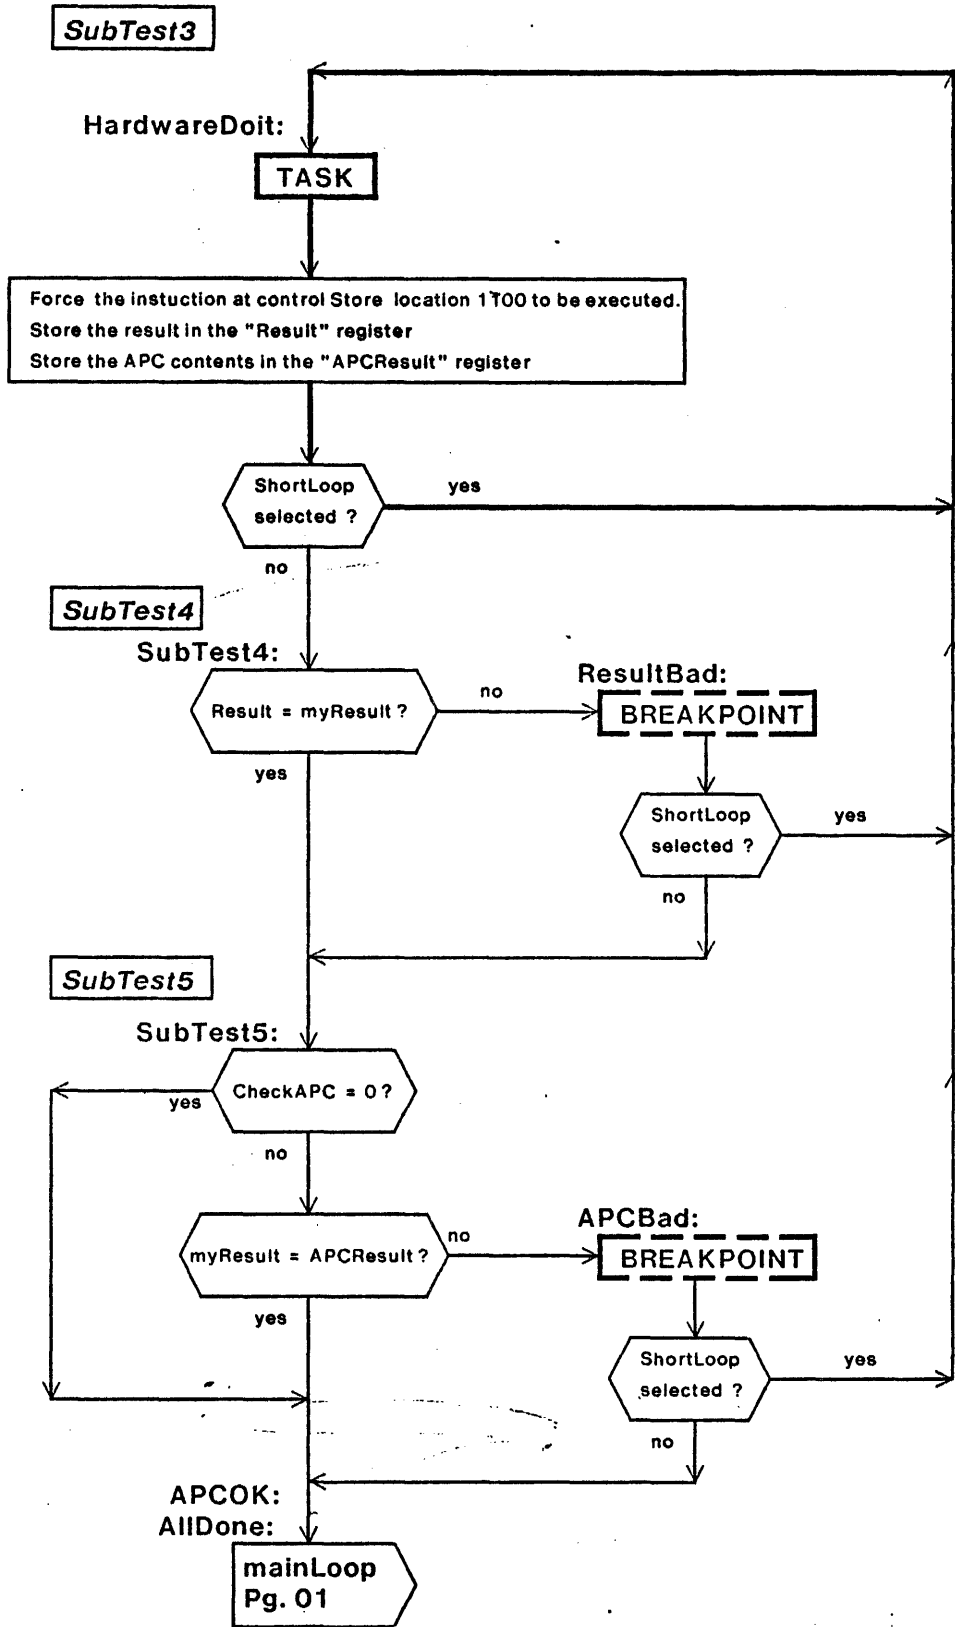 SubTest3
HardwareDoit:
TASK
Force the instuction at control Store location 1T00 to be executed.
Store the result in the "Result" register
Store the APC contents in the "APCResult" register
ShortLoop
selected ?
yes
no
SubTest4
SubTest4:
Result = myResult ?
no
ResultBad:
BREAKPOINT
yes
ShortLoop
selected ?
yes
no
SubTest5
SubTest5:
CheckAPC = 0 ?
yes
no
myResult = APCResult ?
no
APCBad:
BREAKPOINT
yes
ShortLoop
selected ?
yes
no
APCOK:
AllDone:
mainLoop
Pg. 01